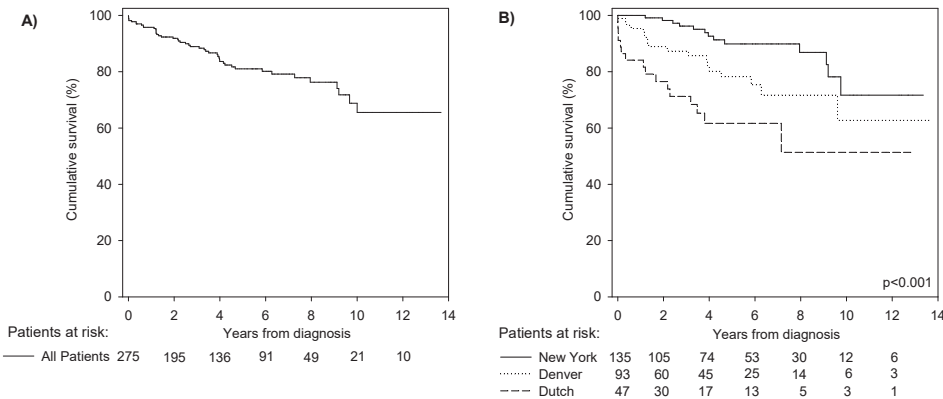 A)
Cumulative survival (%)
100
80
60
40
20
0
0 2 4 6 8 10 12 14
Years from diagnosis
Patients at risk:
All Patients 275 195 136 91 49 21 10
B)
Cumulative survival (%)
100
80
60
40
20
0
p<0.001
0 2 4 6 8 10 12 14
Years from diagnosis
Patients at risk:
New York 135 105 74 53 30 12 6
Denver 93 60 45 25 14 6 3
Dutch 47 30 17 13 5 3 1